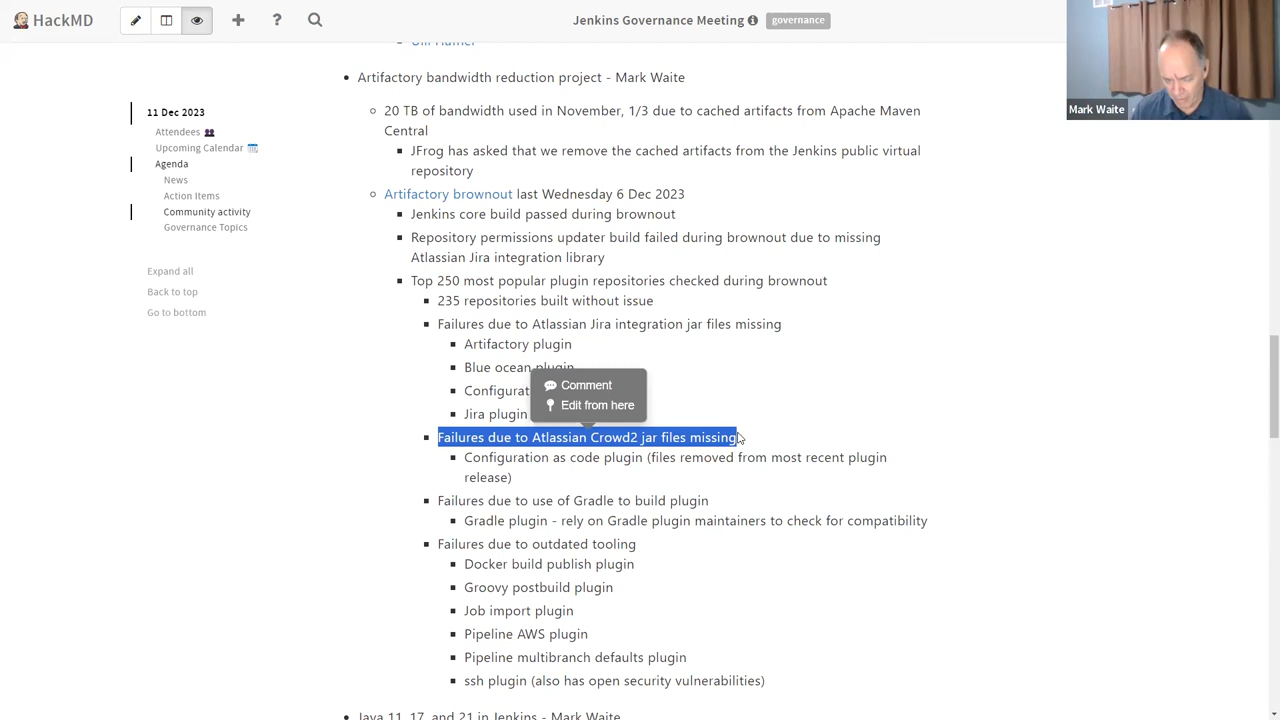 HackMD
Jenkins Governance Meeting
governance
Mark Waite
11 Dec 2023
Attendees
Upcoming Calendar
Agenda
News
Action Items
Community activity
Governance Topics
Expand all
Back to top
Go to bottom
Artifactory bandwidth reduction project - Mark Waite
20 TB of bandwidth used in November, 1/3 due to cached artifacts from Apache Maven
Central
JFrog has asked that we remove the cached artifacts from the Jenkins public virtual
repository
Artifactory brownout last Wednesday 6 Dec 2023
Jenkins core build passed during brownout
Repository permissions updater build failed during brownout due to missing
Atlassian Jira integration library
Top 250 most popular plugin repositories checked during brownout
235 repositories built without issue
Failures due to Atlassian Jira integration jar files missing
Artifactory plugin
Blue ocean plugin
Configurat
Comment
Edit from here
Jira plugin
Failures due to Atlassian Crowd2 jar files missing
Configuration as code plugin (files removed from most recent plugin
release)
Failures due to use of Gradle to build plugin
Gradle plugin - rely on Gradle plugin maintainers to check for compatibility
Failures due to outdated tooling
Docker build publish plugin
Groovy postbuild plugin
Job import plugin
Pipeline AWS plugin
Pipeline multibranch defaults plugin
ssh plugin (also has open security vulnerabilities)
Java 11, 17, and 21 in Jenkins - Mark Waite